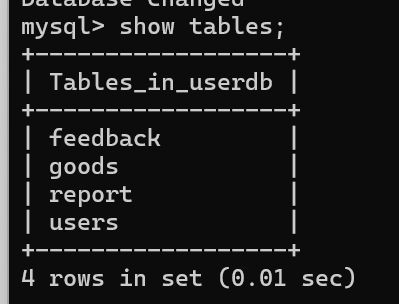 Database Changed
mysql> show tables;
+------------------+
| Tables_in_userdb |
+------------------+
| feedback         |
| goods            |
| report           |
| users            |
+------------------+
4 rows in set (0.01 sec)